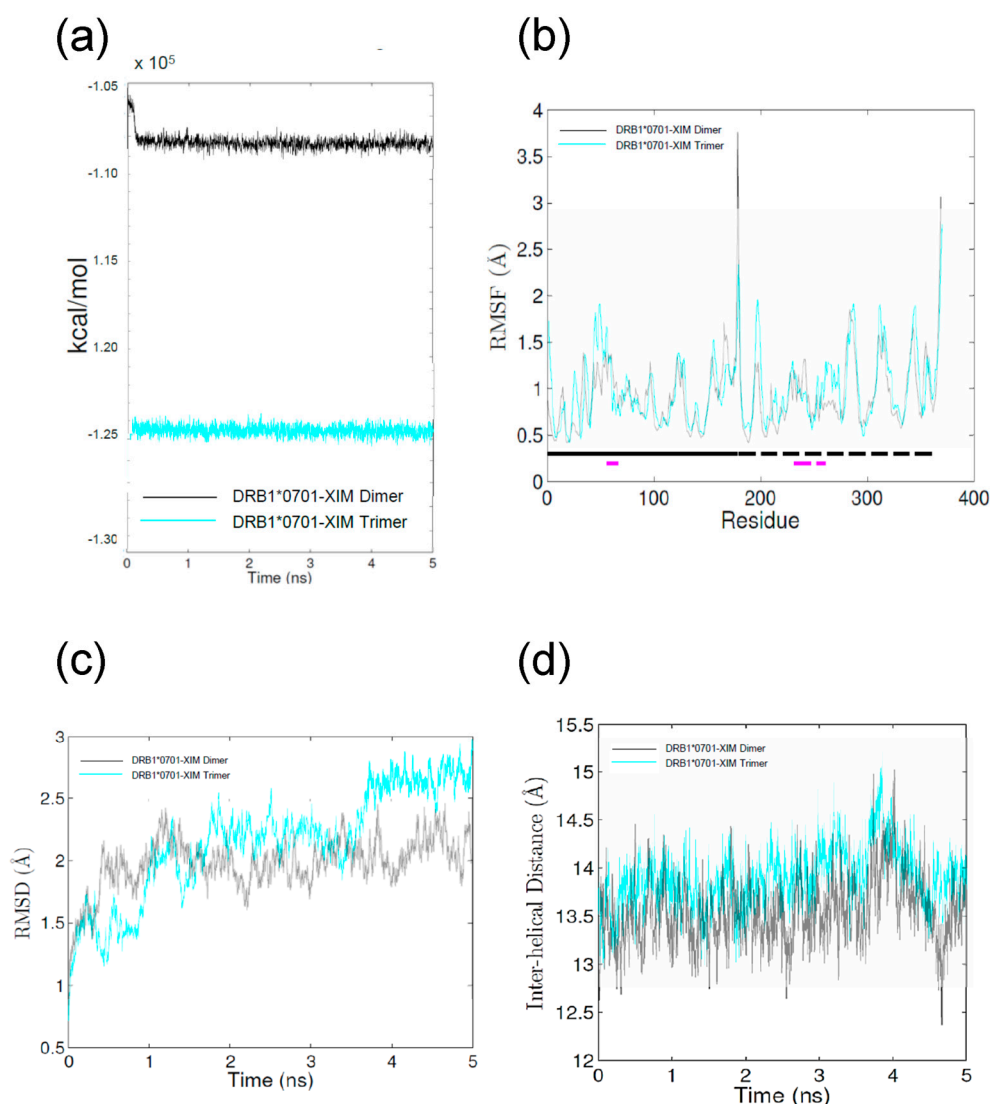 (a)
x 10⁵
-1.05
-1.10
1.15
1.20
-1.25
-1.30
kcal/mol
DRB1*0701-XIM Dimer
DRB1*0701-XIM Trimer
0 1 2 3 4 5
Time (ns)
(b)
4
3.5
3
2.5
2
1.5
1
0.5
0
RMSF (Å)
DRB1*0701-XIM Dimer
DRB1*0701-XIM Trimer
0 100 200 300 400
Residue
(c)
3
2.5
2
1.5
1
0.5
RMSD (Å)
DRB1*0701-XIM Dimer
DRB1*0701-XIM Trimer
0 1 2 3 4 5
Time (ns)
(d)
15.5
15
14.5
14
13.5
13
12.5
12
Inter-helical Distance (Å)
DRB1*0701-XIM Dimer
DRB1*0701-XIM Trimer
0 1 2 3 4 5
Time (ns)